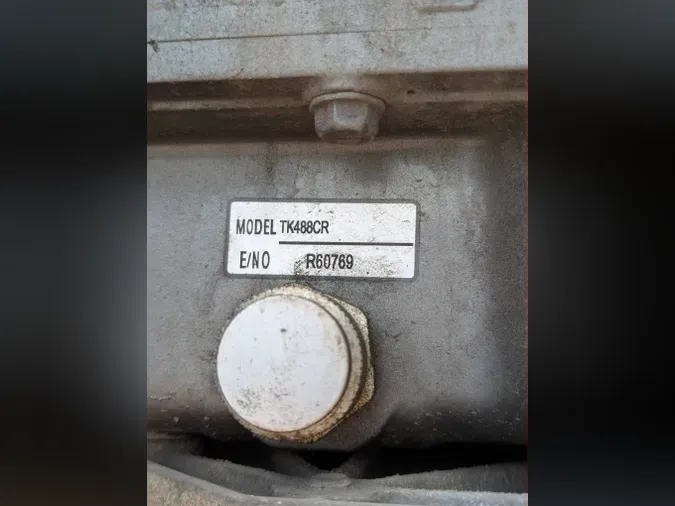 MODEL TK488CR
E/NO R60769